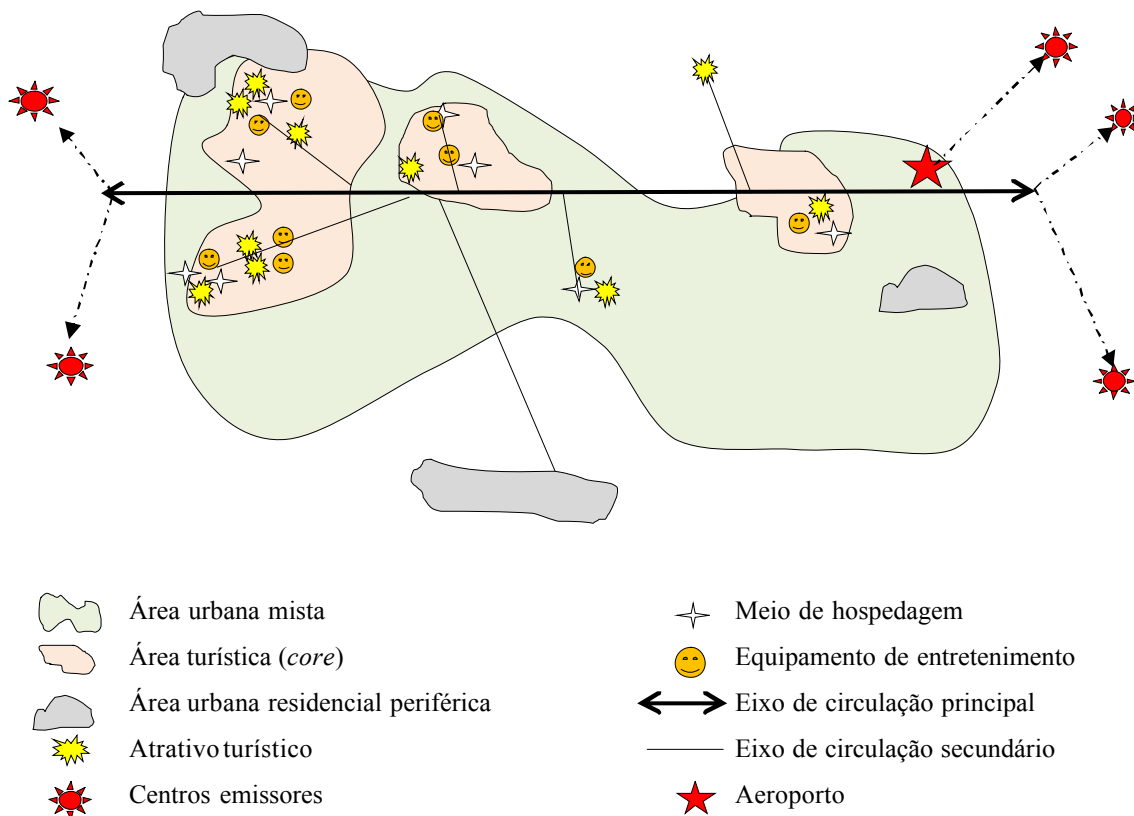 Área urbana mista
Área turística (core)
Área urbana residencial periférica
Atrativo turístico
Centros emissores
Meio de hospedagem
Equipamento de entretenimento
Eixo de circulação principal
Eixo de circulação secundário
Aeroporto